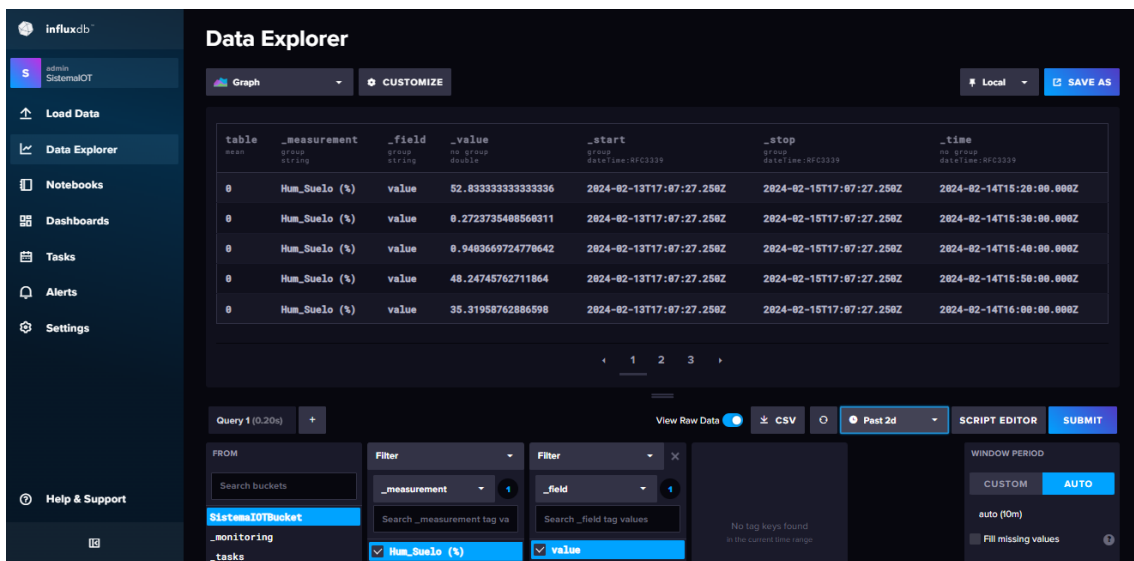 influxdb™
Data Explorer
S
admin
SistemaIOT
Graph
CUSTOMIZE
Local
SAVE AS
Load Data
Data Explorer
Notebooks
Dashboards
Tasks
Alerts
Settings
Help & Support
table _measurement _field _value _start _stop _time
mean group group no group group group no group
string string double dateTime:RFC3339 dateTime:RFC3339 dateTime:RFC3339
0 Hum_Suelo (%) value 52.833333333333336 2024-02-13T17:07:27.250Z 2024-02-15T17:07:27.250Z 2024-02-14T15:20:00.000Z
0 Hum_Suelo (%) value 0.2723735408560311 2024-02-13T17:07:27.250Z 2024-02-15T17:07:27.250Z 2024-02-14T15:30:00.000Z
0 Hum_Suelo (%) value 0.9403669724770642 2024-02-13T17:07:27.250Z 2024-02-15T17:07:27.250Z 2024-02-14T15:40:00.000Z
0 Hum_Suelo (%) value 48.24745762711864 2024-02-13T17:07:27.250Z 2024-02-15T17:07:27.250Z 2024-02-14T15:50:00.000Z
0 Hum_Suelo (%) value 35.31958762886598 2024-02-13T17:07:27.250Z 2024-02-15T17:07:27.250Z 2024-02-14T16:00:00.000Z
1 2 3
Query 1 (0.20s) +
View Raw Data
CSV
Past 2d
SCRIPT EDITOR
SUBMIT
FROM
Search buckets
SistemaIOTBucket
_monitoring
_tasks
Filter
_measurement 1
Search _measurement tag va
Hum_Suelo (%)
Filter
_field 1
Search _field tag values
value
No tag keys found
in the current time range
WINDOW PERIOD
CUSTOM AUTO
auto (10m)
Fill missing values ?